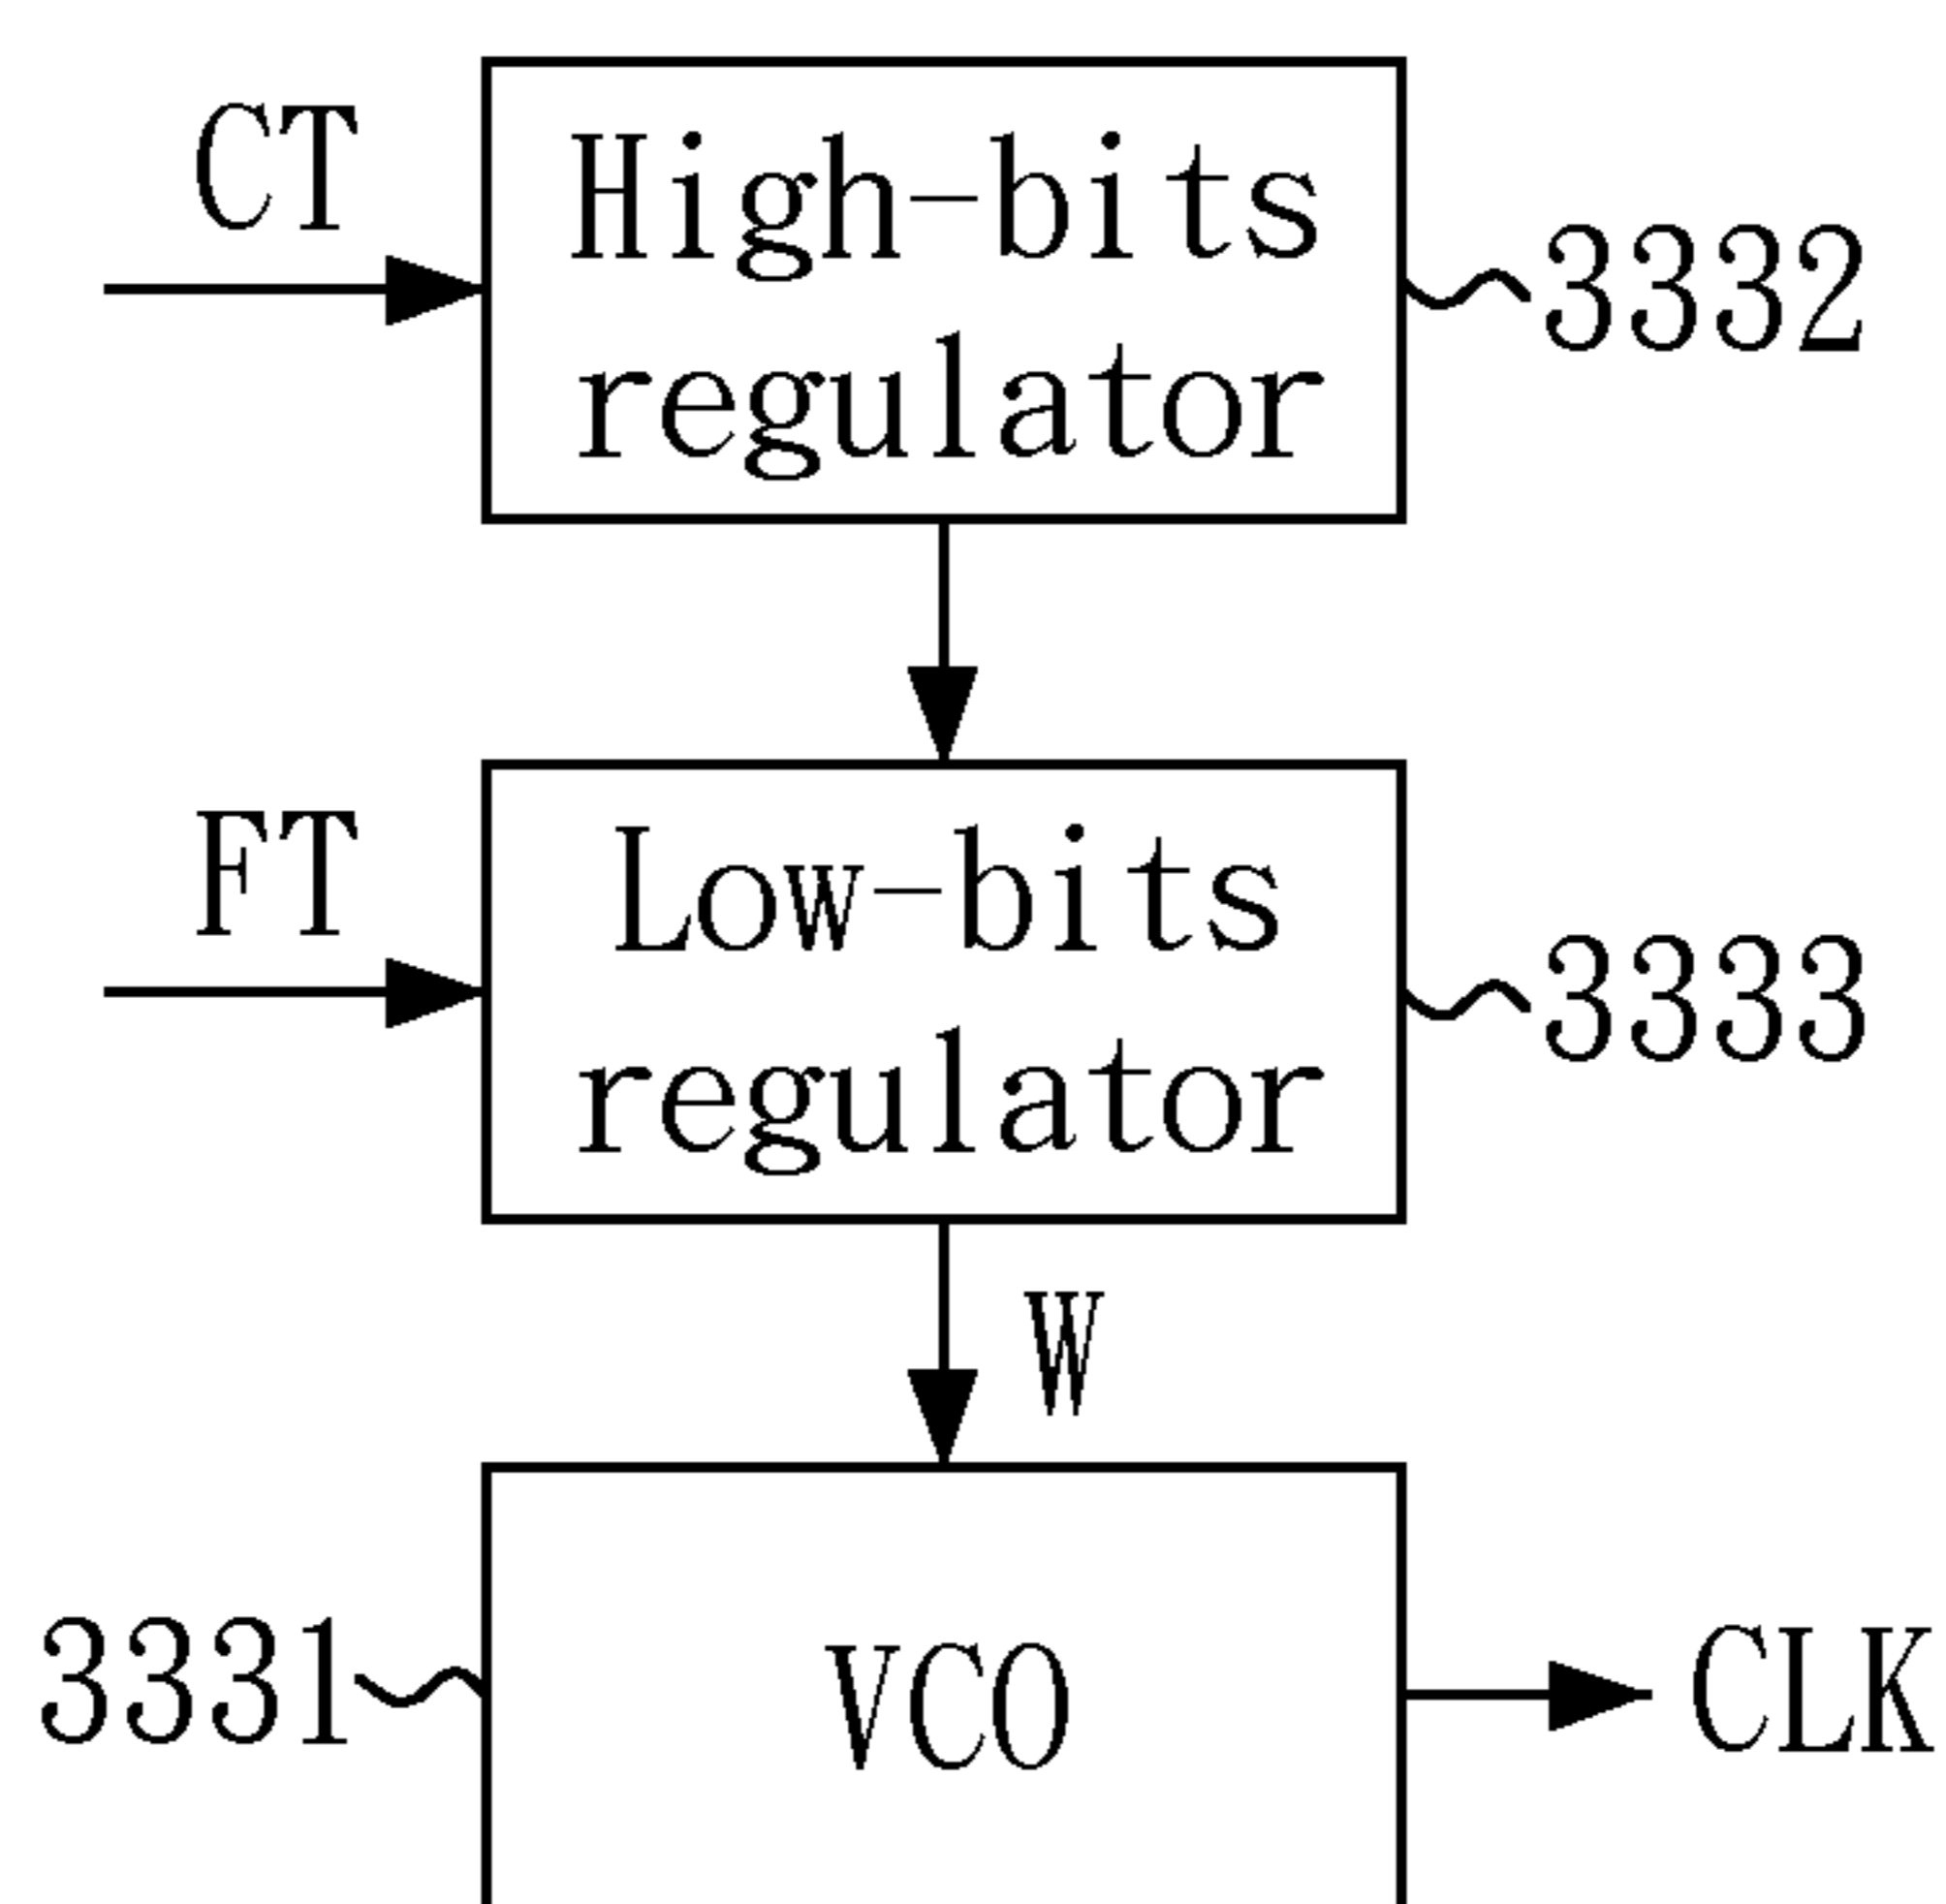 CT
High-bits
regulator
3332
FT
Low-bits
regulator
3333
W
3331
VCO
CLK